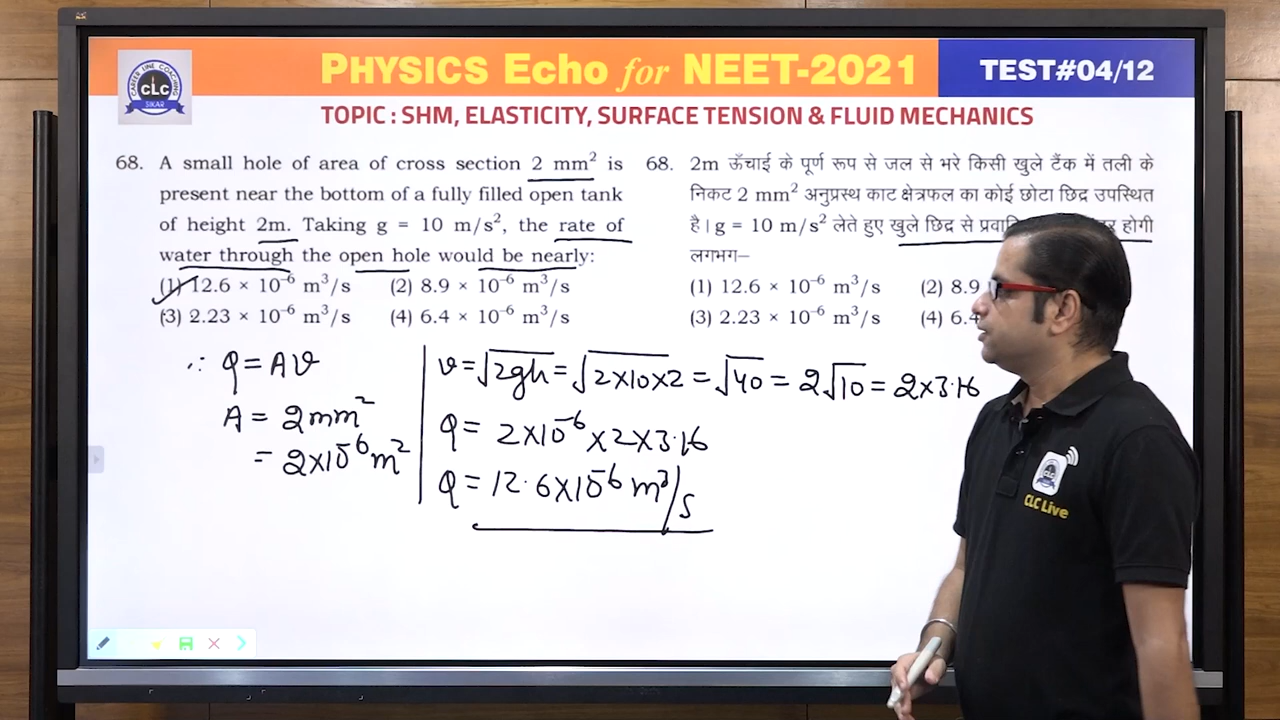 CAREER LINE COACHING
CLC
SIKAR
PHYSICS Echo for NEET-2021
TEST#04/12
TOPIC : SHM, ELASTICITY, SURFACE TENSION & FLUID MECHANICS
68. A small hole of area of cross section 2 mm² is
present near the bottom of a fully filled open tank
of height 2m. Taking g = 10 m/s², the rate of
water through the open hole would be nearly:
(1) 12.6 × 10⁻⁶ m³/s (2) 8.9 × 10⁻⁶ m³/s
(3) 2.23 × 10⁻⁶ m³/s (4) 6.4 × 10⁻⁶ m³/s
68. 2m ऊँचाई के पूर्ण रूप से जल से भरे किसी खुले टैंक में तली के
निकट 2 mm² अनुप्रस्थ काट क्षेत्रफल का कोई छोटा छिद्र उपस्थित
है। g = 10 m/s² लेते हुए खुले छिद्र से होगी
लगभग–
(1) 12.6 × 10⁻⁶ m³/s (2) 8.9
(3) 2.23 × 10⁻⁶ m³/s (4) 6.4
∵ Q = AV
A = 2mm²
= 2×10⁻⁶ m²
v = √2gh = √2×10×2 = √40 = 2√10 = 2×3.16
Q = 2×10⁻⁶ ×2×3.16
Q = 12.6×10⁻⁶ m³/s
CLC Live